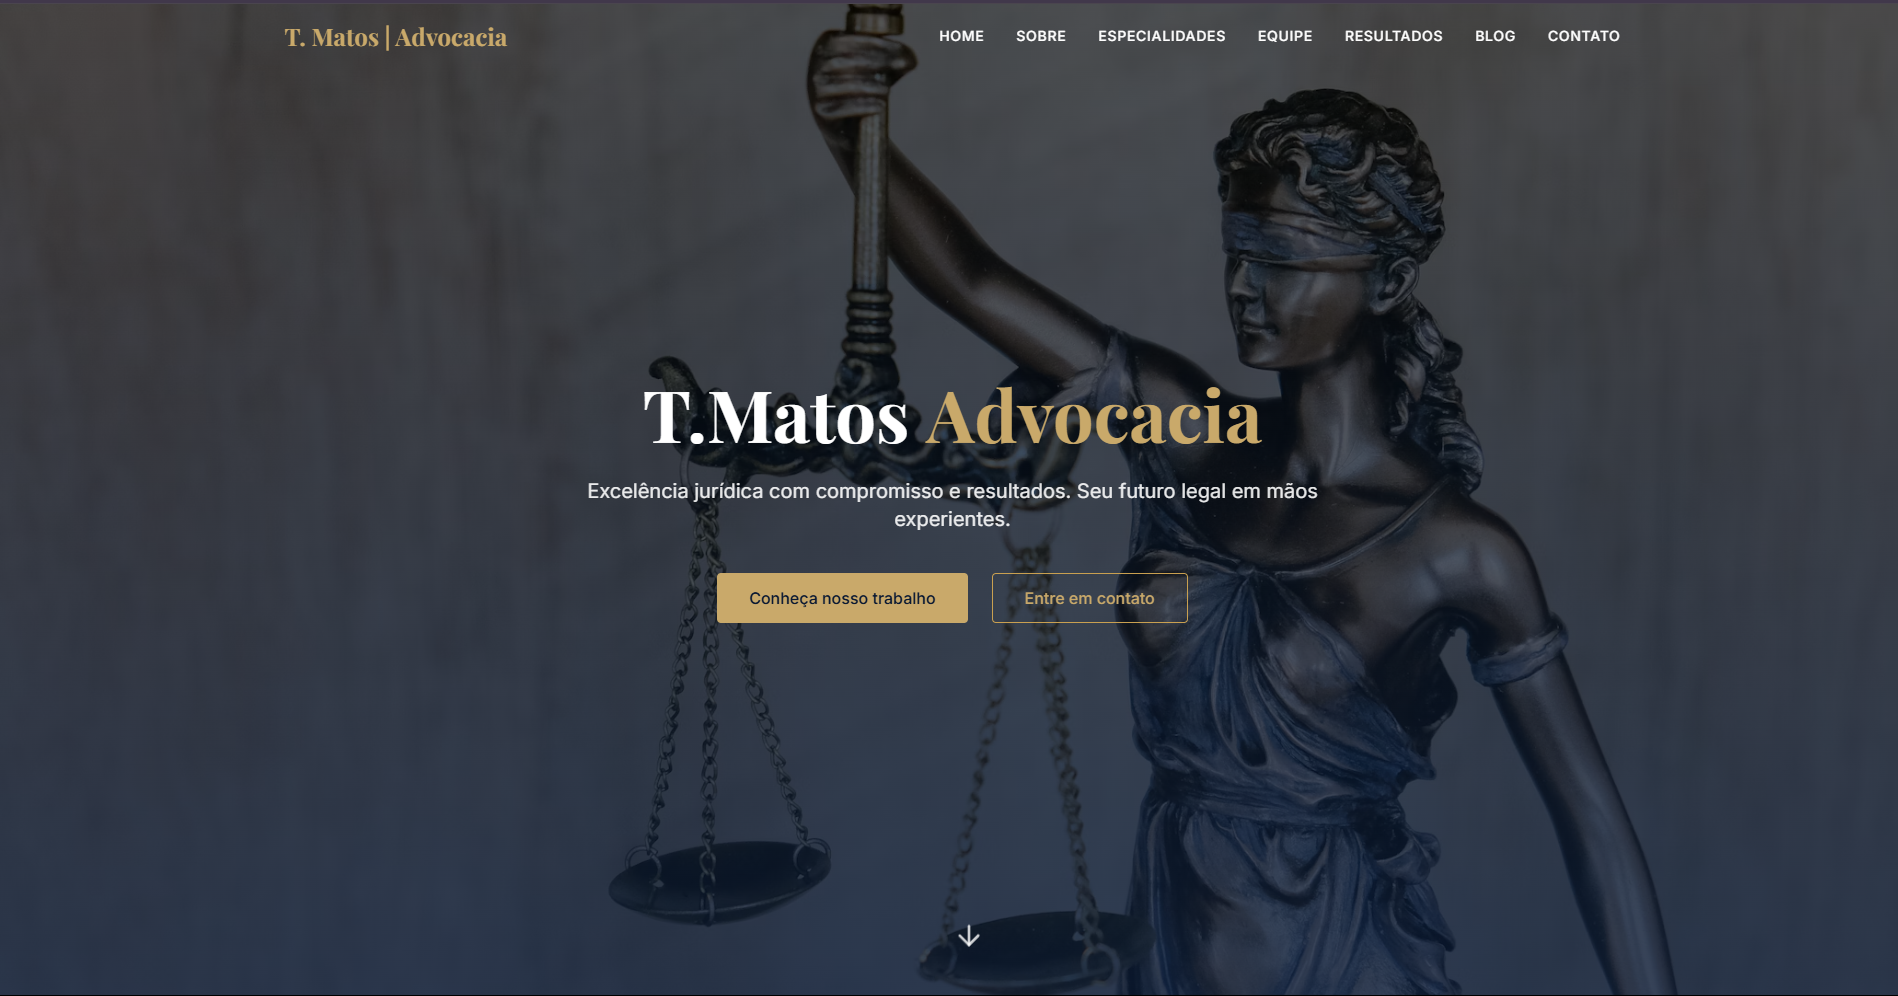 T. Matos | Advocacia
HOME SOBRE ESPECIALIDADES EQUIPE RESULTADOS BLOG CONTATO
T.Matos Advocacia
Excelência jurídica com compromisso e resultados. Seu futuro legal em mãos
experientes.
Conheça nosso trabalho
Entre em contato